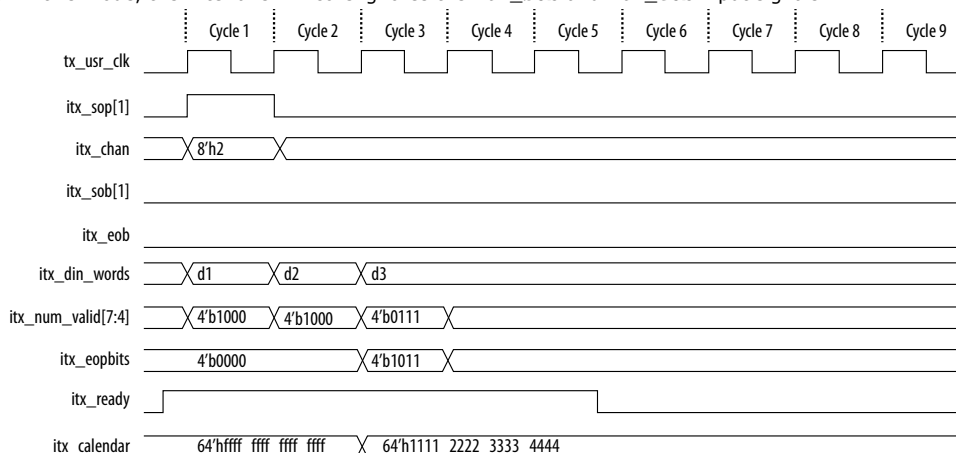 Cycle 1 Cycle 2 Cycle 3 Cycle 4 Cycle 5 Cycle 6 Cycle 7 Cycle 8 Cycle 9
tx_usr_clk
itx_sop[1]
itx_chan 8'h2
itx_sob[1]
itx_eob
itx_din_words d1 d2 d3
itx_num_valid[7:4] 4'b1000 4'b1000 4'b0111
itx_eopbits 4'b0000 4'b1011
itx_ready
itx_calendar 64'hffff ffff ffff ffff 64'h1111 2222 3333 4444